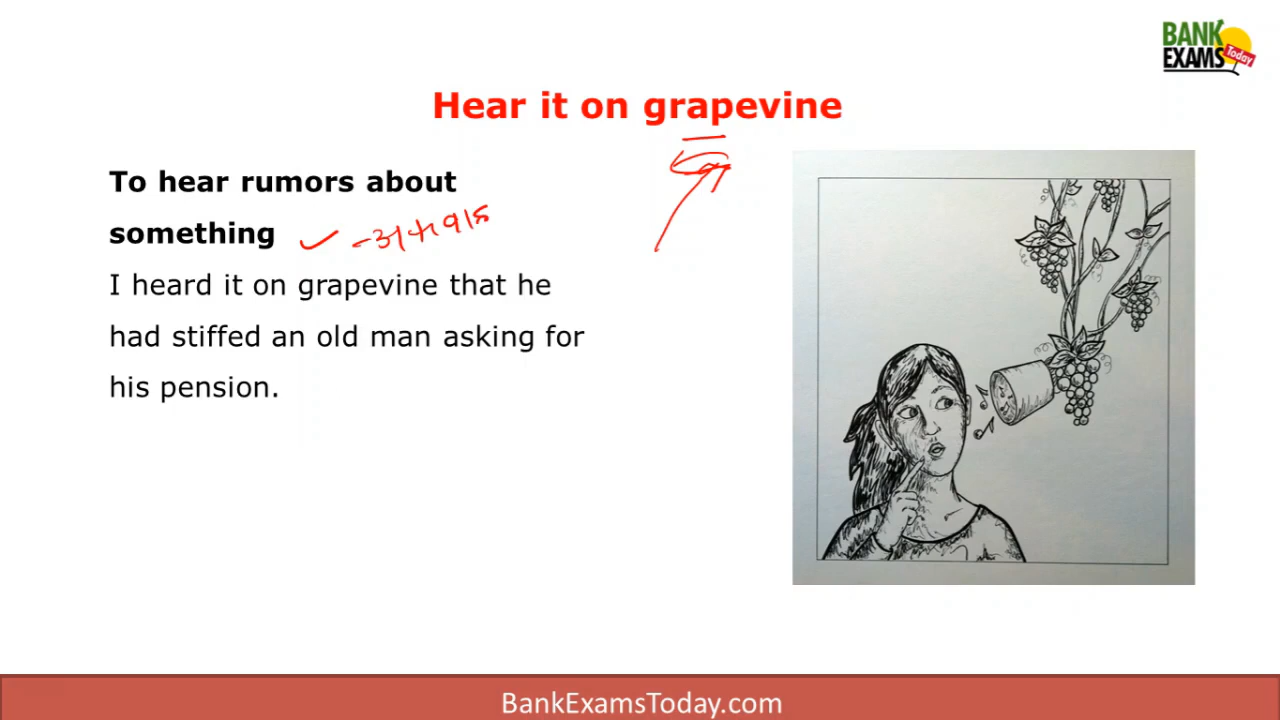 BANK
EXAMS
Today
Hear it on grapevine
To hear rumors about
something
I heard it on grapevine that he
had stiffed an old man asking for
his pension.
BankExamsToday.com